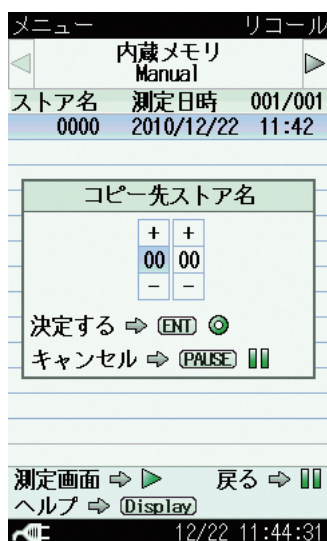 メニュー リコール
内蔵メモリ
Manual
ストア名 測定日時 001/001
0000 2010/12/22 11:42
コピー先ストア名
+ +
00 00
− −
決定する ⇨ ENT ◎
キャンセル ⇨ PAUSE
測定画面 ⇨ ▷ 戻る ⇨
ヘルプ ⇨ Display
12/22 11:44:31